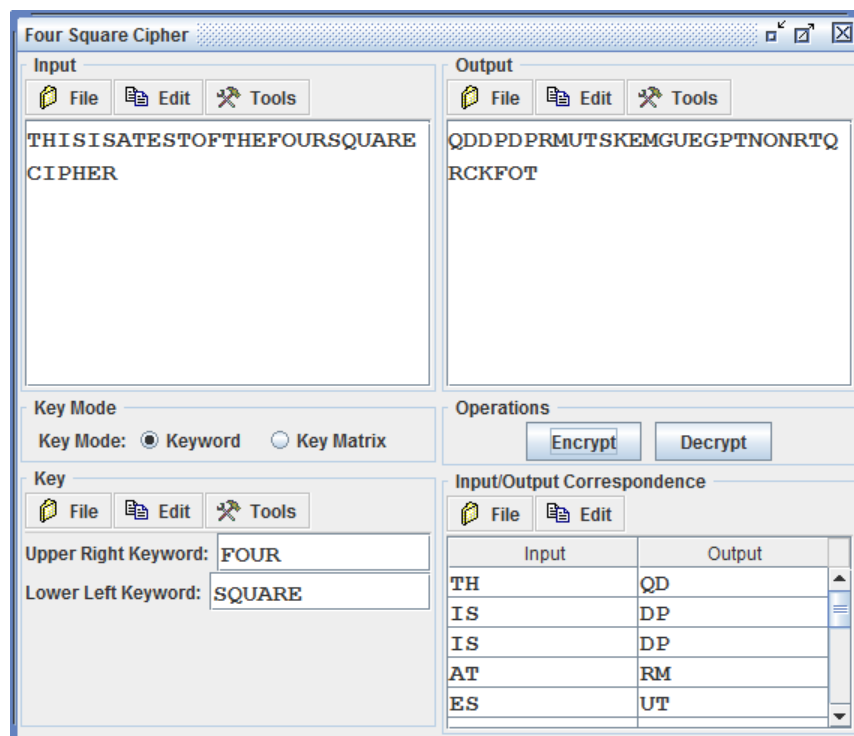 Four Square Cipher
Input
File Edit Tools
THISISATESTOFTHEFOURSQUARE
CIPHER
Output
File Edit Tools
QDDPDPRMUTSKEMGUEGPTNONRTQ
RCKFOT
Key Mode
Key Mode: Keyword Key Matrix
Operations
Encrypt Decrypt
Key
File Edit Tools
Upper Right Keyword: FOUR
Lower Left Keyword: SQUARE
Input/Output Correspondence
File Edit
Input Output
TH QD
IS DP
IS DP
AT RM
ES UT